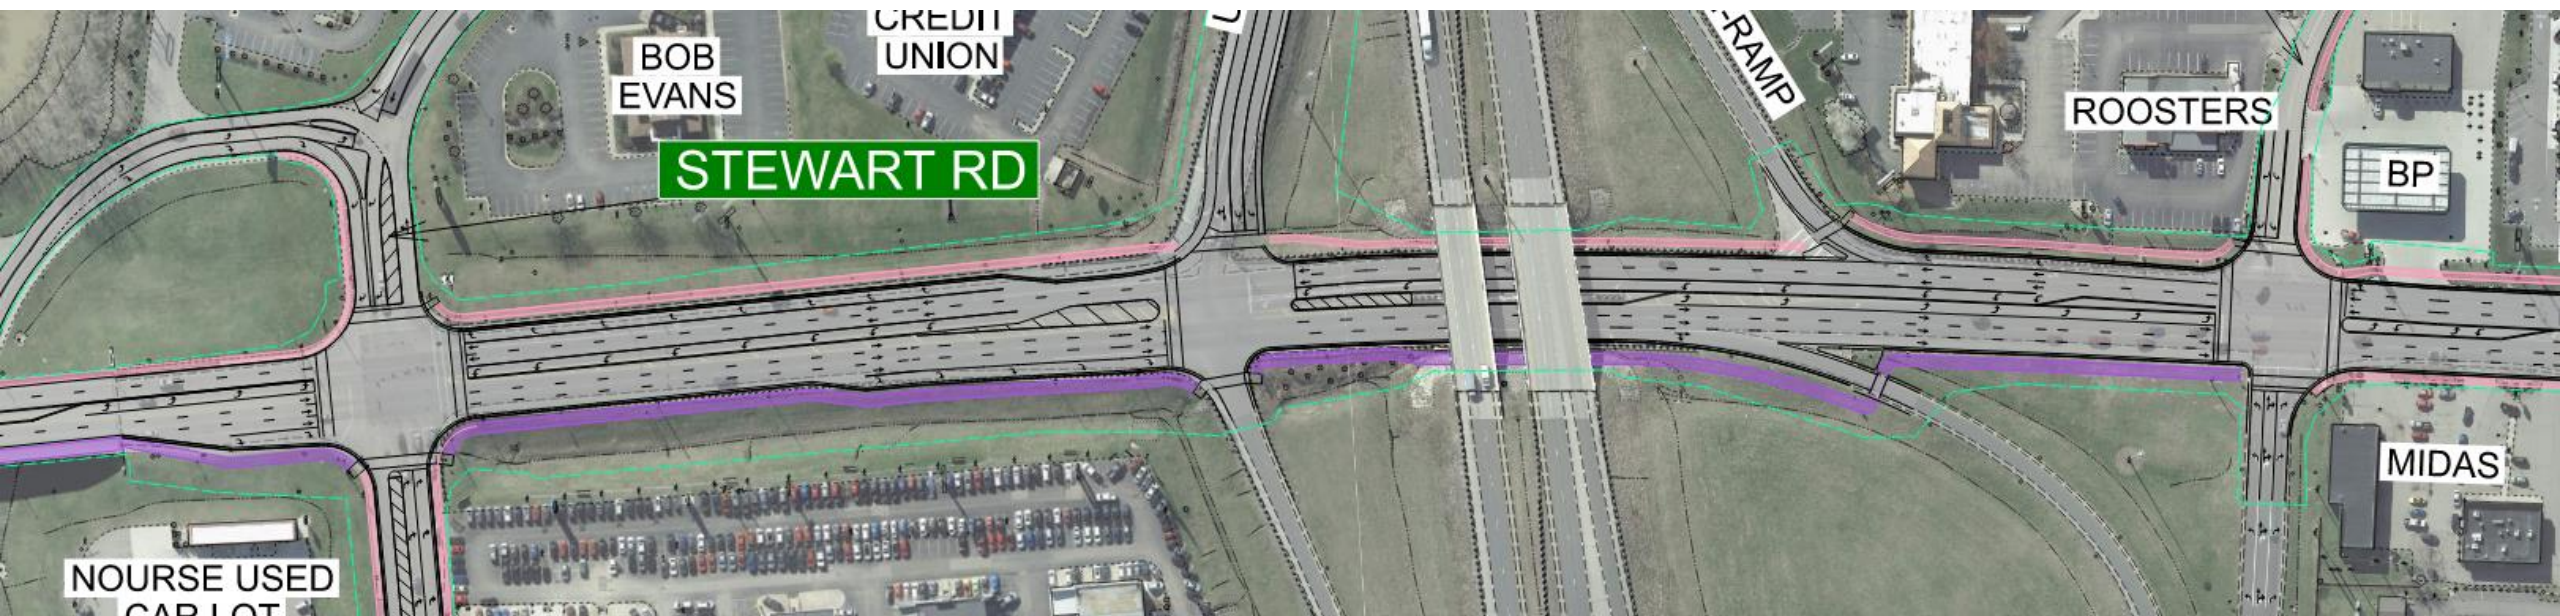 CREDIT
UNION
BOB
EVANS
STEWART RD
-RAMP
ROOSTERS
BP
MIDAS
NOURSE USED
CAR LOT